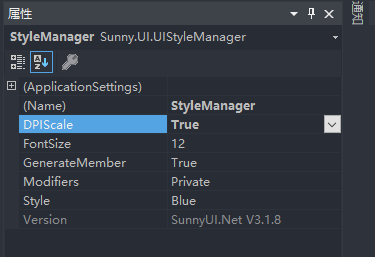 属性
StyleManager Sunny.UI.UIStyleManager
(ApplicationSettings)
(Name) StyleManager
DPIScale True
FontSize 12
GenerateMember True
Modifiers Private
Style Blue
Version SunnyUI.Net V3.1.8
通知